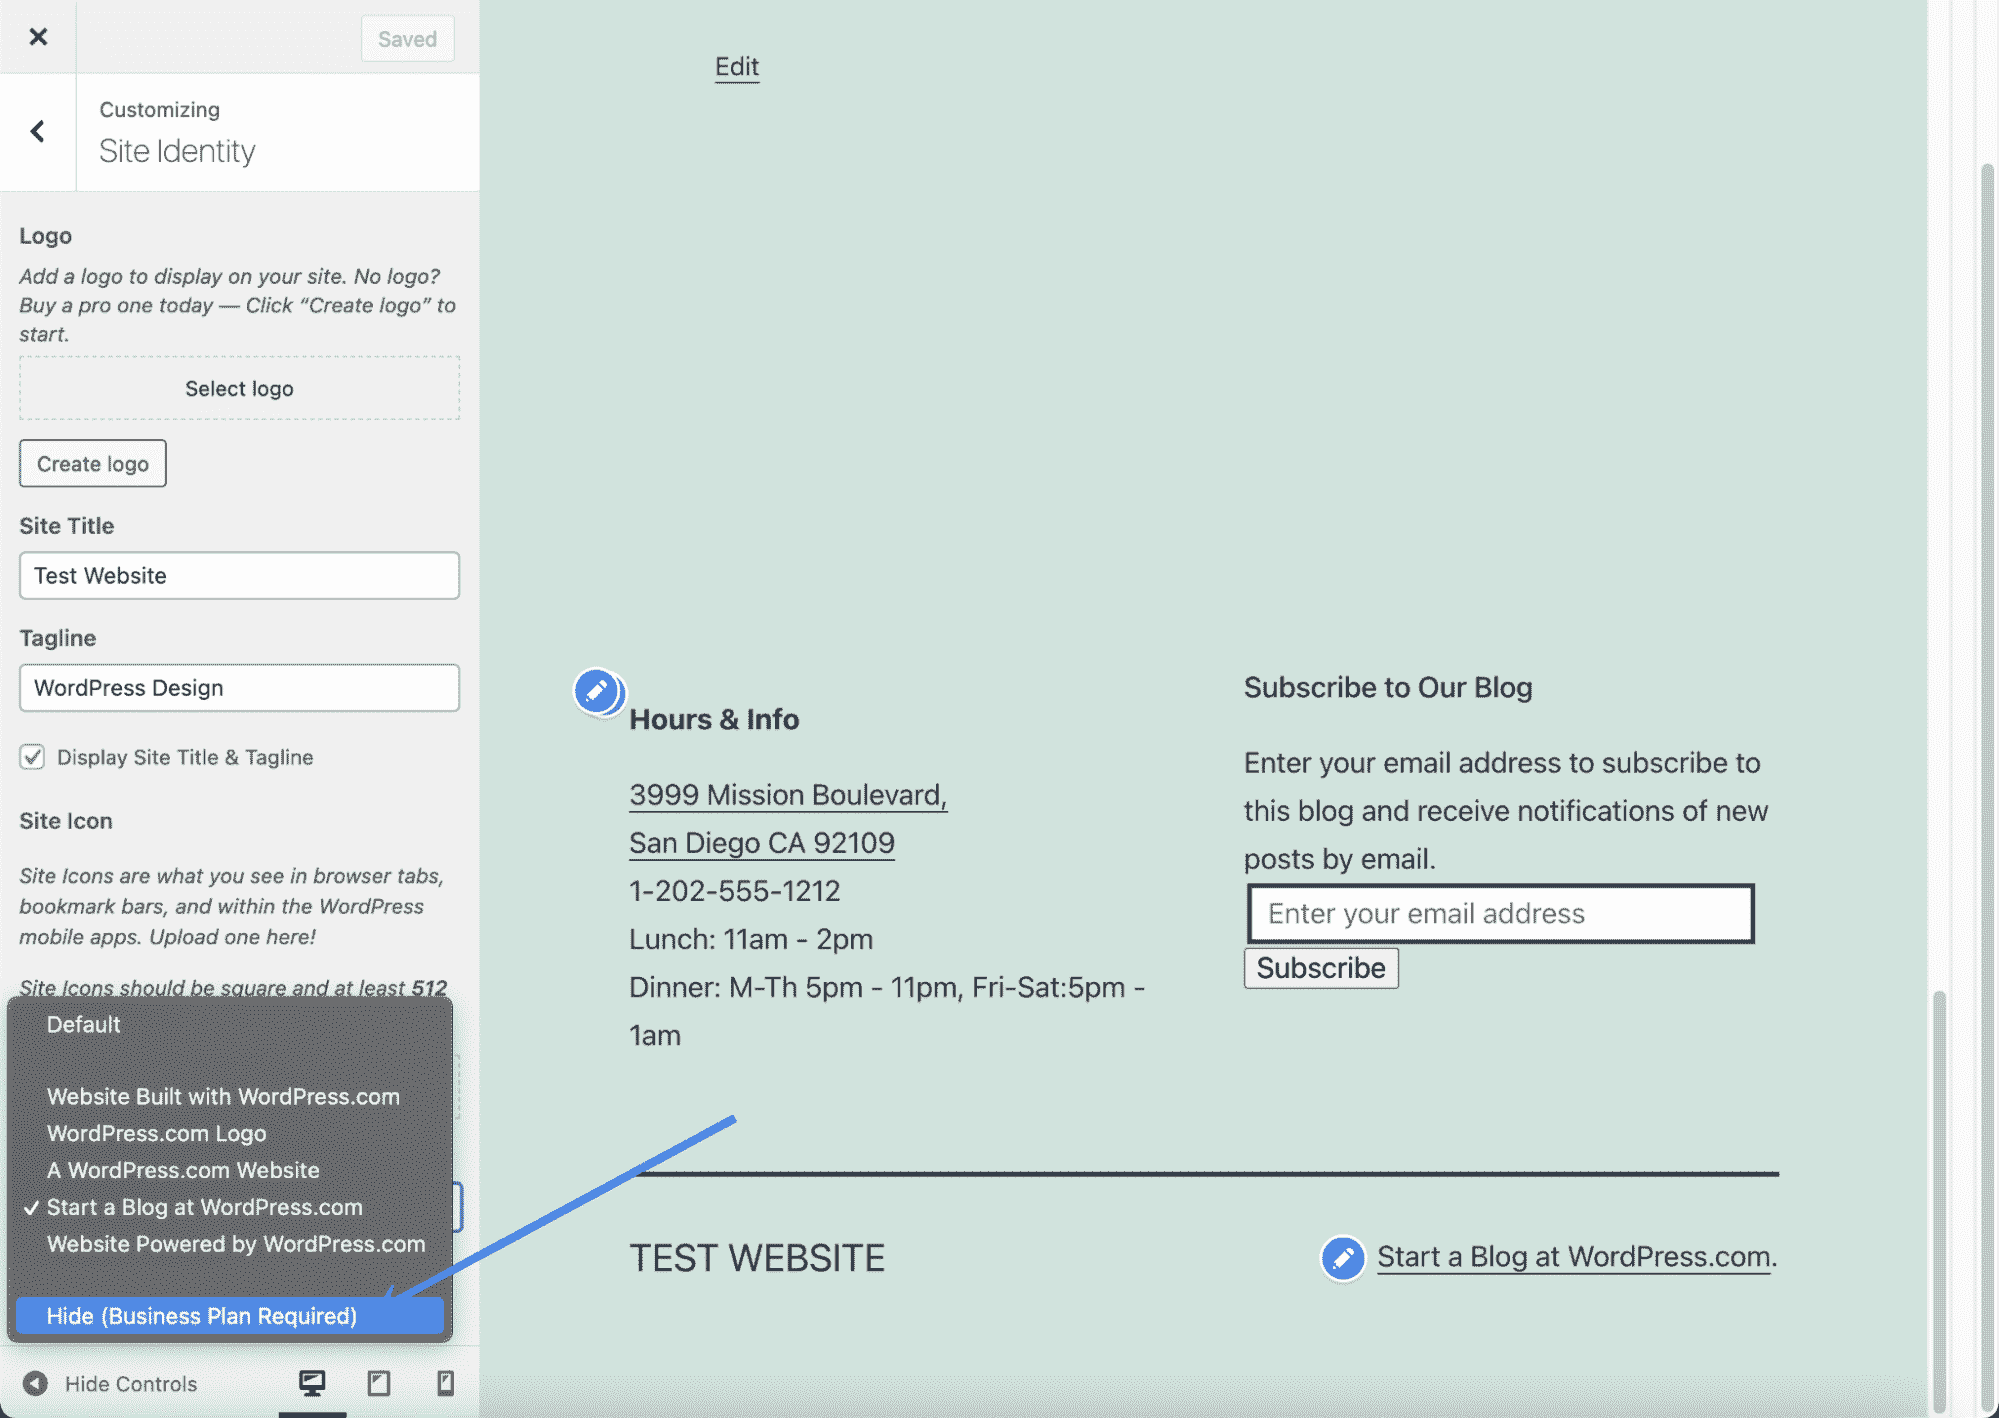 Saved
Customizing
Site Identity
Logo
Add a logo to display on your site. No logo?
Buy a pro one today — Click “Create logo” to
start.
Select logo
Create logo
Site Title
Test Website
Tagline
WordPress Design
Display Site Title & Tagline
Site Icon
Site Icons are what you see in browser tabs,
bookmark bars, and within the WordPress
mobile apps. Upload one here!
Site Icons should be square and at least 512
Default
Website Built with WordPress.com
WordPress.com Logo
A WordPress.com Website
Start a Blog at WordPress.com
Website Powered by WordPress.com
Hide (Business Plan Required)
Hide Controls
Edit
Hours & Info
3999 Mission Boulevard,
San Diego CA 92109
1-202-555-1212
Lunch: 11am - 2pm
Dinner: M-Th 5pm - 11pm, Fri-Sat:5pm -
1am
Subscribe to Our Blog
Enter your email address to subscribe to
this blog and receive notifications of new
posts by email.
Enter your email address
Subscribe
TEST WEBSITE
Start a Blog at WordPress.com.